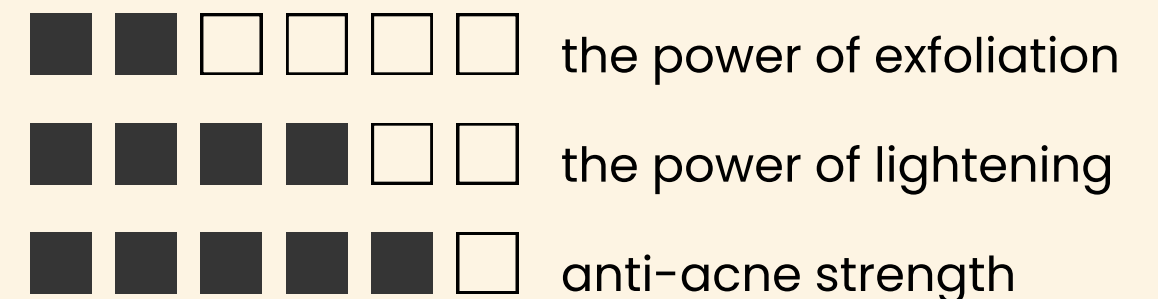 the power of exfoliation
the power of lightening
anti-acne strength